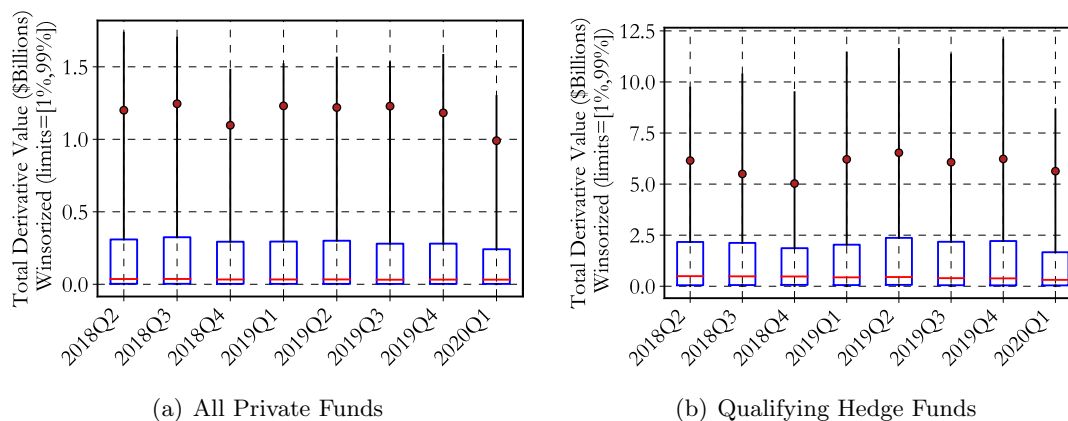 Total Derivative Value ($Billions)
Winsorized (limits=[1%,99%])
1.5
1.0
0.5
0.0
2018Q2
2018Q3
2018Q4
2019Q1
2019Q2
2019Q3
2019Q4
2020Q1
(a) All Private Funds
Total Derivative Value ($Billions)
Winsorized (limits=[1%,99%])
12.5
10.0
7.5
5.0
2.5
0.0
2018Q2
2018Q3
2018Q4
2019Q1
2019Q2
2019Q3
2019Q4
2020Q1
(b) Qualifying Hedge Funds